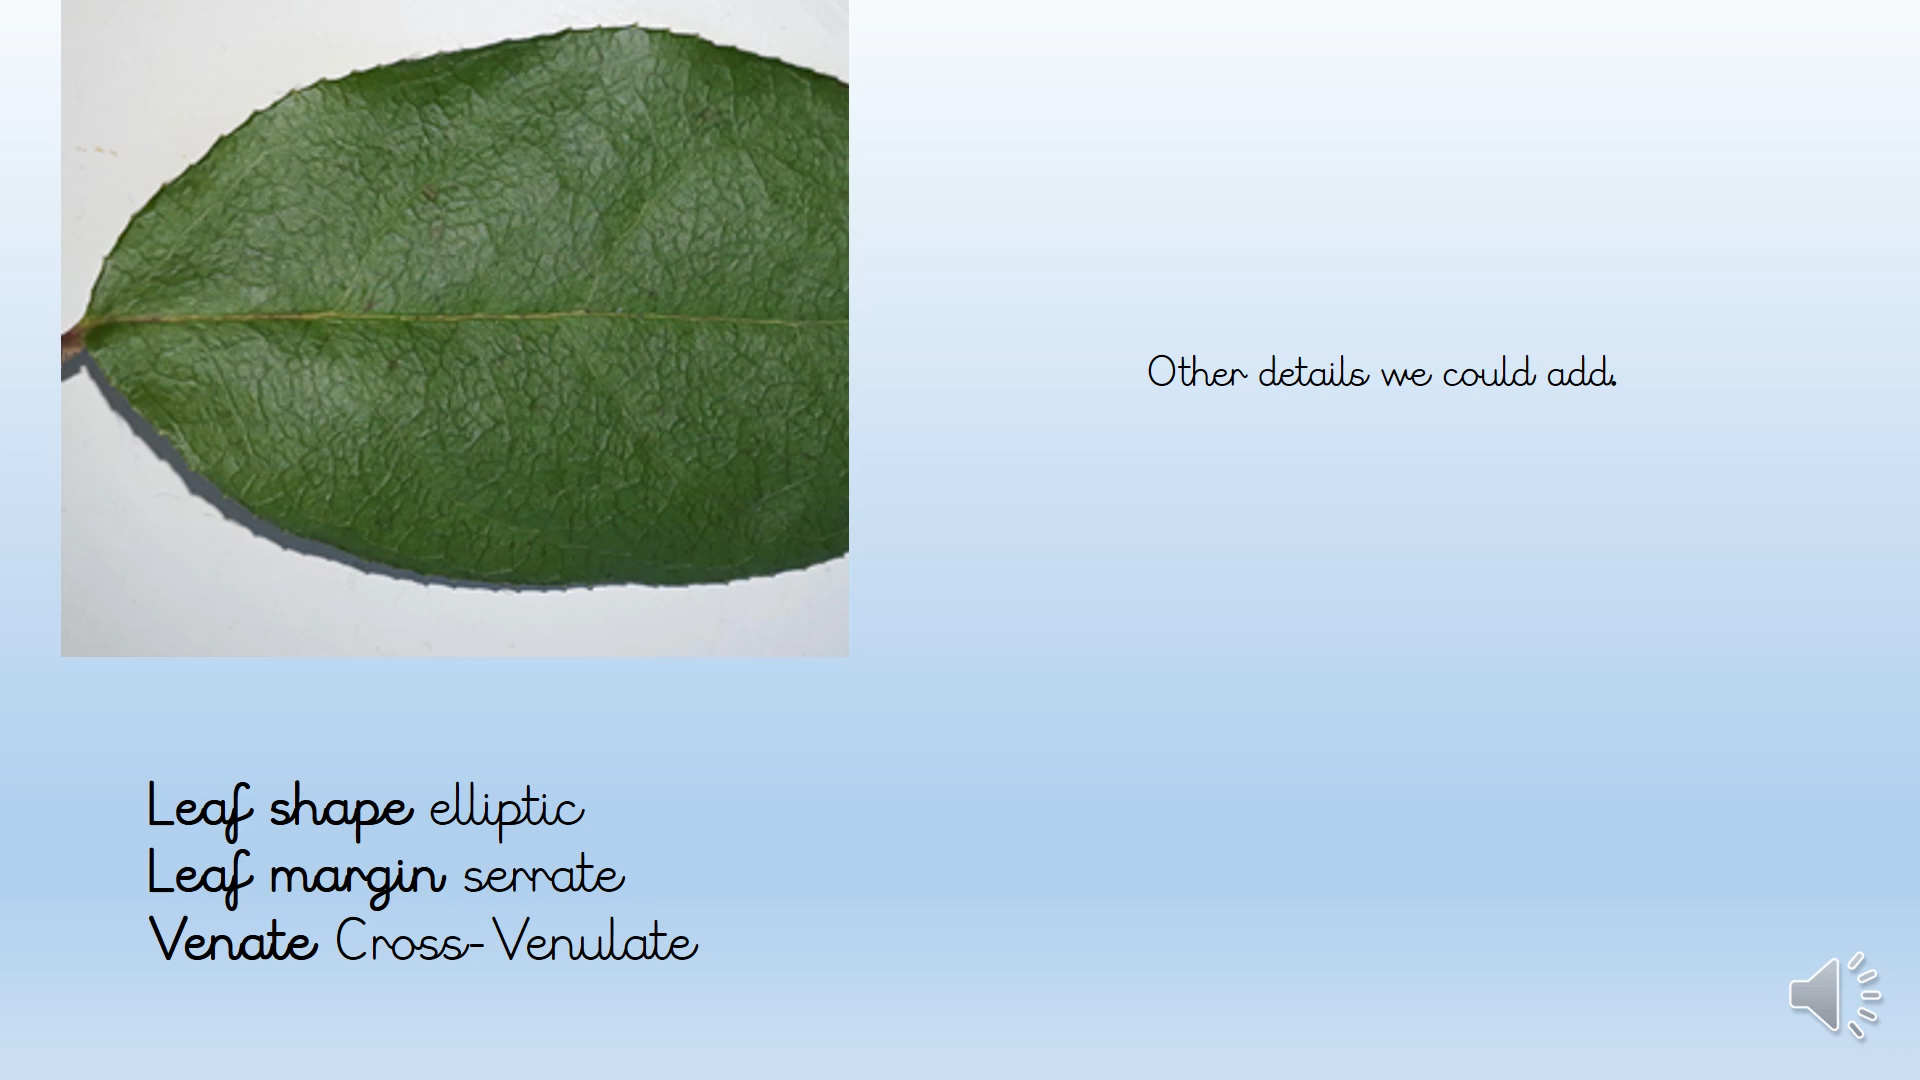 Other details we could add.
Leaf shape elliptic
Leaf margin serrate
Venate Cross-Venulate